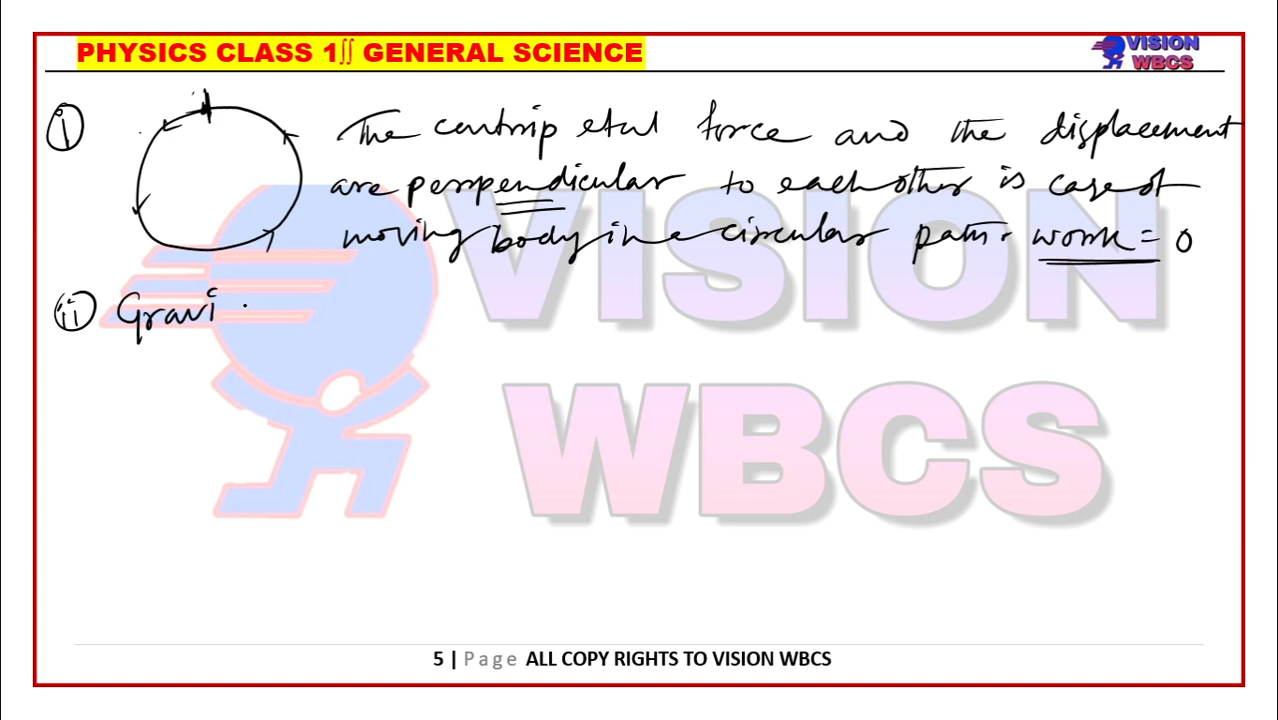 PHYSICS CLASS 1∬ GENERAL SCIENCE
VISION
WBCS
i The centripetal force and the displacement
are perpendicular to each other is case of
moving body in a circular path. work = 0
ii Gravi
VISION
WBCS
5 | Page ALL COPY RIGHTS TO VISION WBCS